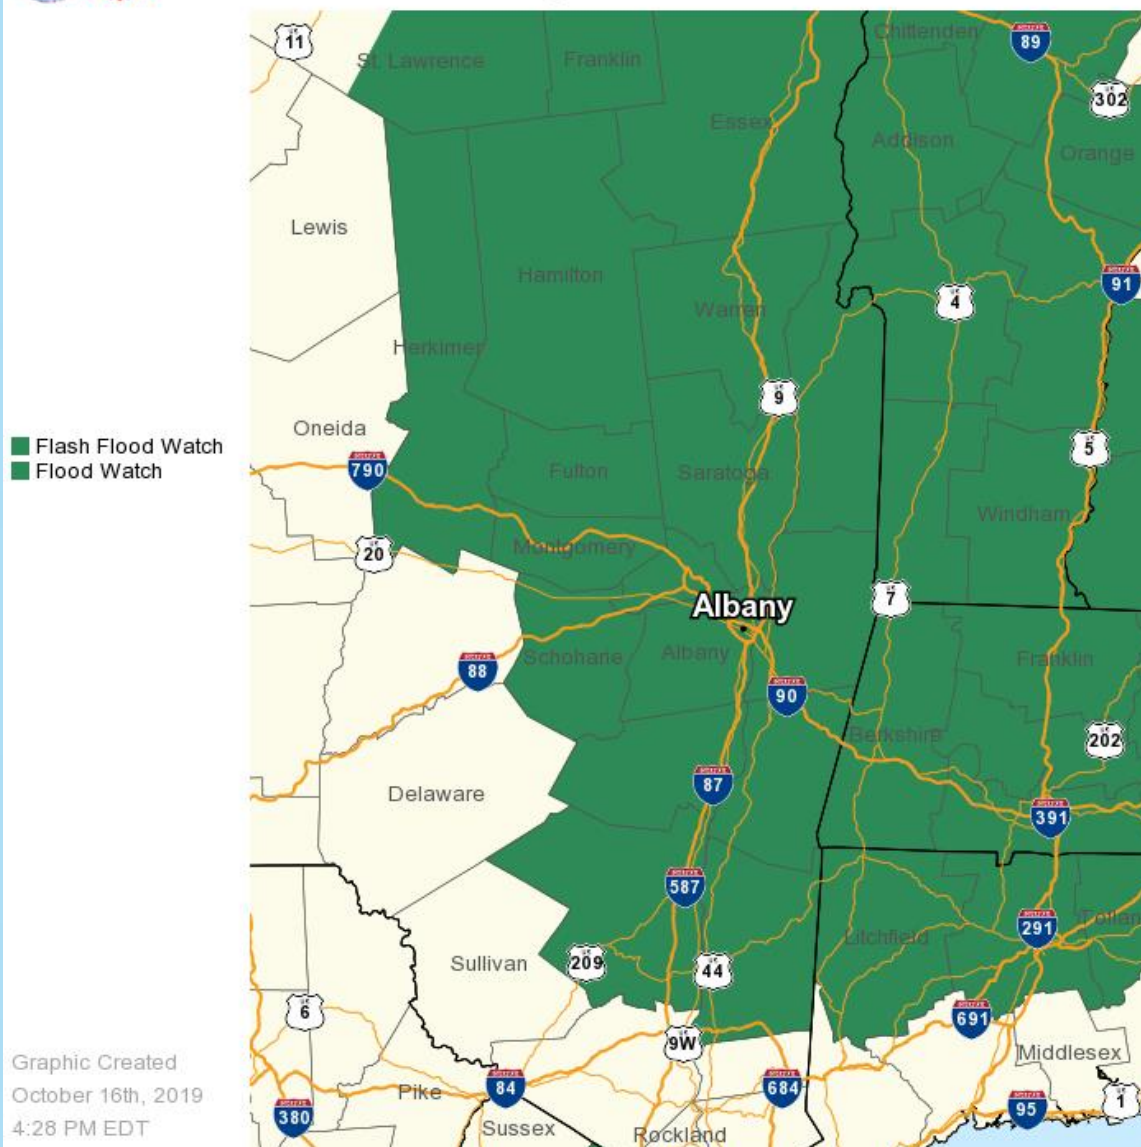 11
St. Lawrence
Franklin
Chittenden
89
302
Essex
Addison
Orange
Lewis
Hamilton
Warren
4
91
Herkimer
9
Oneida
790
Fulton
Saratoga
5
Flash Flood Watch
Flood Watch
Windham
20
Montgomery
Albany
7
88
Schoharie
Albany
Franklin
90
Berkshire
202
87
Delaware
391
587
291
Tollan
Litchfield
Sullivan
209
44
6
691
9W
Middlesex
Graphic Created
October 16th, 2019
4:28 PM EDT
Pike
84
684
95
1
380
Sussex
Rockland